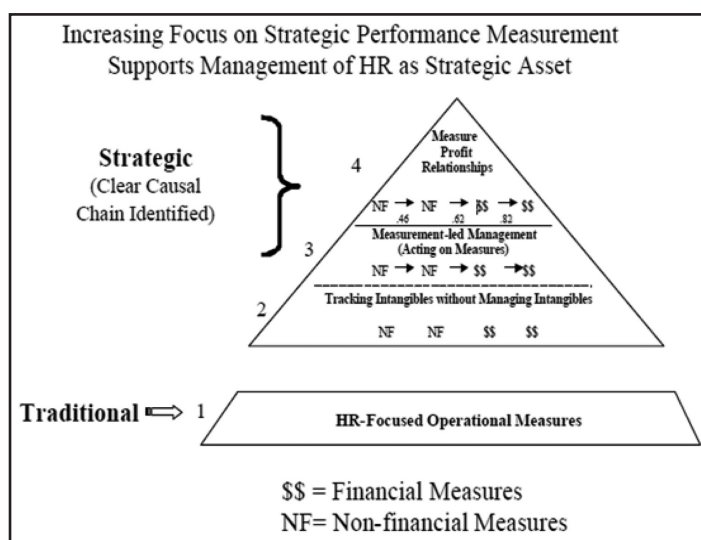 Increasing Focus on Strategic Performance Measurement
Supports Management of HR as Strategic Asset
Strategic
(Clear Causal
Chain Identified)
4
Measure
Profit
Relationships
NF → NF → $$ → $$
.46 .62 .82
3
Measurement-led Management
(Acting on Measures)
NF → NF → $$ → $$
2
Tracking Intangibles without Managing Intangibles
NF NF $$ $$
Traditional ⇨ 1
HR-Focused Operational Measures
$$ = Financial Measures
NF= Non-financial Measures